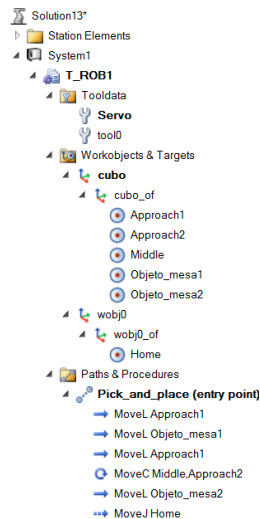 Solution13*
Station Elements
System1
T_ROB1
Tooldata
Servo
tool0
Workobjects & Targets
cubo
cubo_of
Approach1
Approach2
Middle
Objeto_mesa1
Objeto_mesa2
wobj0
wobj0_of
Home
Paths & Procedures
Pick_and_place (entry point)
MoveL Approach1
MoveL Objeto_mesa1
MoveL Approach1
MoveC Middle,Approach2
MoveL Objeto_mesa2
MoveJ Home